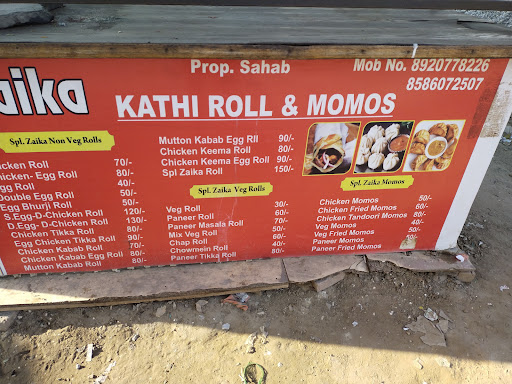 Prop. Sahab
Mob No. 8920778226
8586072507
aika
KATHI ROLL & MOMOS
Spl. Zaika Non Veg Rolls
icken Roll 70/-
icken- Egg Roll 80/-
gg Roll 40/-
Double Egg Roll 50/-
Egg Bhurji Roll 50/-
S.Egg-D-Chicken Roll 120/-
D.Egg- D-Chicken Roll 130/-
Chicken Tikka Roll 80/-
Egg Chicken Tikka Roll 90/-
Chicken Kabab Roll 70/-
Chicken Kabab Egg Roll 80/-
Mutton Kabab Roll 80/-
Mutton Kabab Egg Rll 90/-
Chicken Keema Roll 80/-
Chicken Keema Egg Roll 90/-
Spl Zaika Roll 150/-
Spl. Zaika Veg Rolls
Veg Roll 30/-
Paneer Roll 60/-
Paneer Masala Roll 70/-
Mix Veg Roll 50/-
Chap Roll 40/-
Chowmein Roll 40/-
Paneer Tikka Roll 80/-
Spl. Zaika Momos
Chicken Momos 50/-
Chicken Fried Momos 60/-
Chicken Tandoori Momos 80/-
Veg Momos 40/-
Veg Fried Momos 50/-
Paneer Momos
Paneer Fried Momos